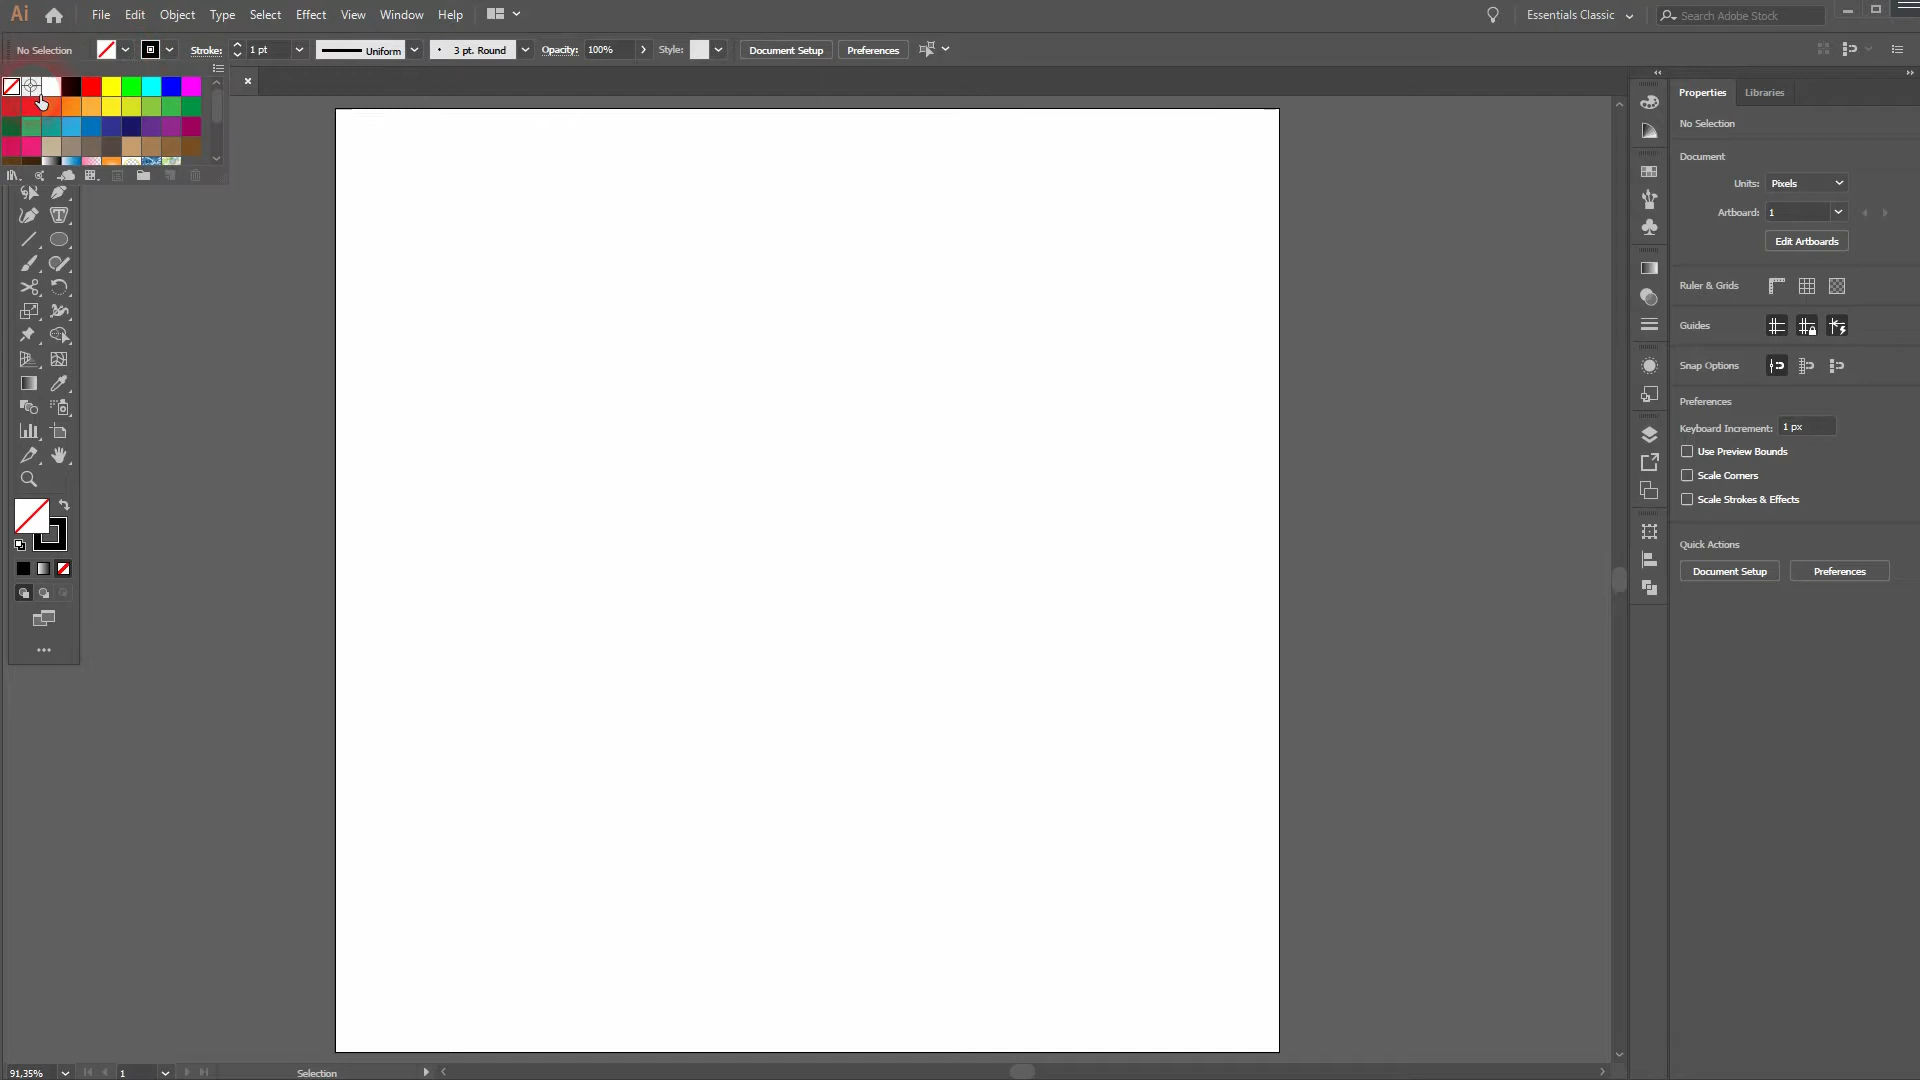 Ai File Edit Object Type Select Effect View Window Help Essentials Classic Search Adobe Stock
No Selection Stroke: 1 pt Uniform 3 pt. Round Opacity: 100% Style: Document Setup Preferences
Properties Libraries
No Selection
Document
Units: Pixels
Artboard: 1
Edit Artboards
Ruler & Grids
Guides
Snap Options
Preferences
Keyboard Increment: 1 px
Use Preview Bounds
Scale Corners
Scale Strokes & Effects
Quick Actions
Document Setup Preferences
91,35% 1 Selection